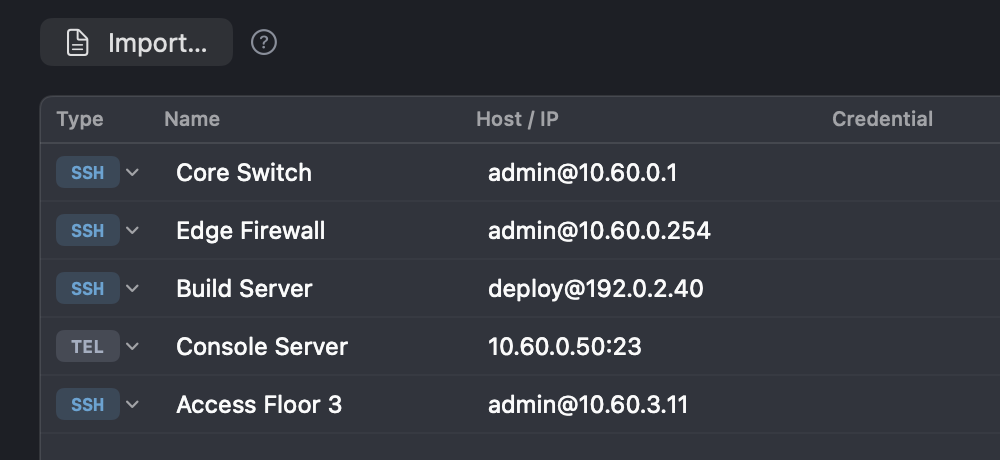 Import... ?
Type Name Host / IP Credential
SSH Core Switch admin@10.60.0.1
SSH Edge Firewall admin@10.60.0.254
SSH Build Server deploy@192.0.2.40
TEL Console Server 10.60.0.50:23
SSH Access Floor 3 admin@10.60.3.11